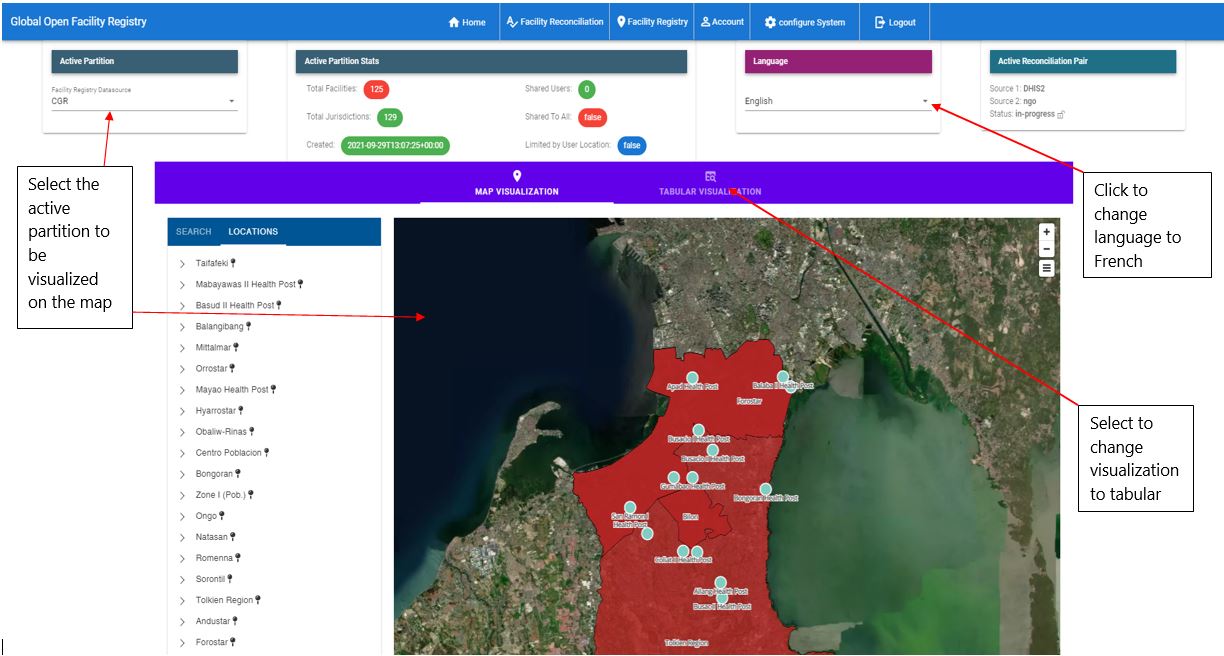 Global Open Facility Registry
Home
Facility Reconciliation
Facility Registry
Account
configure System
Logout
Active Partition
Facility Registry Datasource
CGR
Active Partition Stats
Total Facilities: 125
Shared Users: 0
Total Jurisdictions: 129
Shared To All: false
Created: 2021-09-29T13:07:25+00:00
Limited by User Location: false
Language
English
Active Reconciliation Pair
Source 1: DHIS2
Source 2: ngo
Status: in-progress
Select the
active
partition to
be
visualized
on the map
MAP VISUALIZATION
TABULAR VISUALIZATION
Click to
change
language to
French
SEARCH
LOCATIONS
Taifafeki
Mabayawas II Health Post
Basud II Health Post
Balangibang
Mittalmar
Orrostar
Mayao Health Post
Hyarrostar
Obaliw-Rinas
Centro Poblacion
Bongoran
Zone I (Pob.)
Ongo
Natasan
Romenna
Sorontil
Tolkien Region
Andustar
Forostar
+
−
Apad Health Post
Balaba II Health Post
Forostar
Busacio II Health Post
Busacio II Health Post
Gumabao Health Post
Bongoran Health Post
San Ramon I
Health Post
Bilon
Goliat II Health Post
Allang Health Post
Busac II Health Post
Tolkien Region
Select to
change
visualization
to tabular